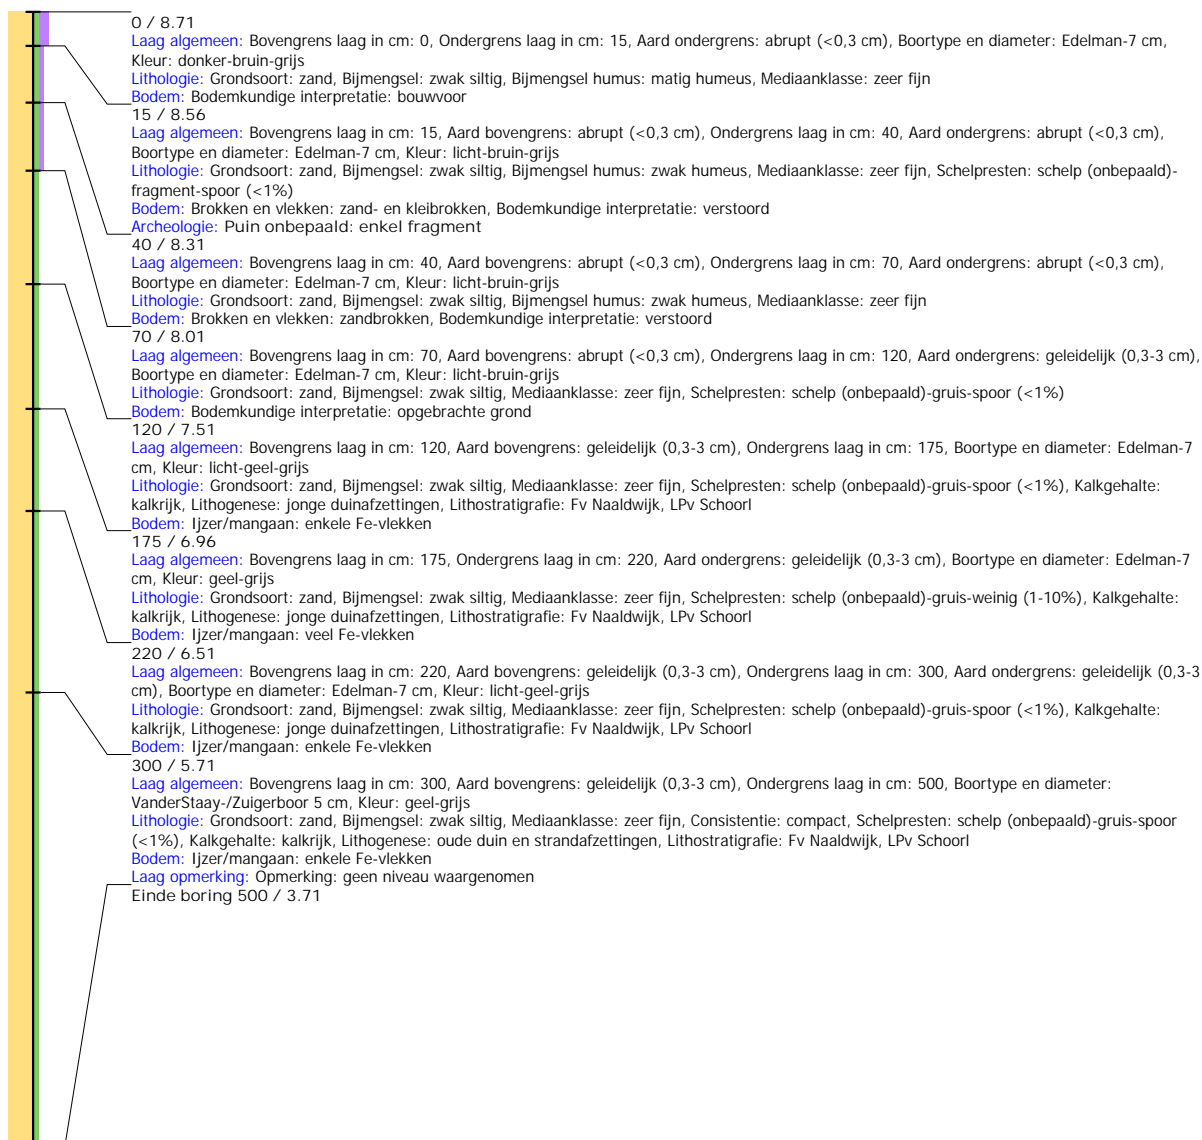 0 / 8.71
Laag algemeen: Bovengrens laag in cm: 0, Ondergrens laag in cm: 15, Aard ondergrens: abrupt (<0,3 cm), Boortype en diameter: Edelman-7 cm,
Kleur: donker-bruin-grijs
Lithologie: Grondsoort: zand, Bijmengsel: zwak siltig, Bijmengsel humus: matig humeus, Mediaanklasse: zeer fijn
Bodem: Bodemkundige interpretatie: bouwvoor
15 / 8.56
Laag algemeen: Bovengrens laag in cm: 15, Aard bovengrens: abrupt (<0,3 cm), Ondergrens laag in cm: 40, Aard ondergrens: abrupt (<0,3 cm),
Boortype en diameter: Edelman-7 cm, Kleur: licht-bruin-grijs
Lithologie: Grondsoort: zand, Bijmengsel: zwak siltig, Bijmengsel humus: zwak humeus, Mediaanklasse: zeer fijn, Schelpresten: schelp (onbepaald)-
fragment-spoor (<1%)
Bodem: Brokken en vlekken: zand- en kleibrokken, Bodemkundige interpretatie: verstoord
Archeologie: Puin onbepaald: enkel fragment
40 / 8.31
Laag algemeen: Bovengrens laag in cm: 40, Aard bovengrens: abrupt (<0,3 cm), Ondergrens laag in cm: 70, Aard ondergrens: abrupt (<0,3 cm),
Boortype en diameter: Edelman-7 cm, Kleur: licht-bruin-grijs
Lithologie: Grondsoort: zand, Bijmengsel: zwak siltig, Bijmengsel humus: zwak humeus, Mediaanklasse: zeer fijn
Bodem: Brokken en vlekken: zandbrokken, Bodemkundige interpretatie: verstoord
70 / 8.01
Laag algemeen: Bovengrens laag in cm: 70, Aard bovengrens: abrupt (<0,3 cm), Ondergrens laag in cm: 120, Aard ondergrens: geleidelijk (0,3-3 cm),
Boortype en diameter: Edelman-7 cm, Kleur: licht-bruin-grijs
Lithologie: Grondsoort: zand, Bijmengsel: zwak siltig, Mediaanklasse: zeer fijn, Schelpresten: schelp (onbepaald)-gruis-spoor (<1%)
Bodem: Bodemkundige interpretatie: opgebrachte grond
120 / 7.51
Laag algemeen: Bovengrens laag in cm: 120, Aard bovengrens: geleidelijk (0,3-3 cm), Ondergrens laag in cm: 175, Boortype en diameter: Edelman-7
cm, Kleur: licht-geel-grijs
Lithologie: Grondsoort: zand, Bijmengsel: zwak siltig, Mediaanklasse: zeer fijn, Schelpresten: schelp (onbepaald)-gruis-spoor (<1%), Kalkgehalte:
kalkrijk, Lithogenese: jonge duinafzettingen, Lithostratigrafie: Fv Naaldwijk, LPv Schoorl
Bodem: Ijzer/mangaan: enkele Fe-vlekken
175 / 6.96
Laag algemeen: Bovengrens laag in cm: 175, Ondergrens laag in cm: 220, Aard ondergrens: geleidelijk (0,3-3 cm), Boortype en diameter: Edelman-7
cm, Kleur: geel-grijs
Lithologie: Grondsoort: zand, Bijmengsel: zwak siltig, Mediaanklasse: zeer fijn, Schelpresten: schelp (onbepaald)-gruis-weinig (1-10%), Kalkgehalte:
kalkrijk, Lithogenese: jonge duinafzettingen, Lithostratigrafie: Fv Naaldwijk, LPv Schoorl
Bodem: Ijzer/mangaan: veel Fe-vlekken
220 / 6.51
Laag algemeen: Bovengrens laag in cm: 220, Aard bovengrens: geleidelijk (0,3-3 cm), Ondergrens laag in cm: 300, Aard ondergrens: geleidelijk (0,3-3
cm), Boortype en diameter: Edelman-7 cm, Kleur: licht-geel-grijs
Lithologie: Grondsoort: zand, Bijmengsel: zwak siltig, Mediaanklasse: zeer fijn, Schelpresten: schelp (onbepaald)-gruis-spoor (<1%), Kalkgehalte:
kalkrijk, Lithogenese: jonge duinafzettingen, Lithostratigrafie: Fv Naaldwijk, LPv Schoorl
Bodem: Ijzer/mangaan: enkele Fe-vlekken
300 / 5.71
Laag algemeen: Bovengrens laag in cm: 300, Aard bovengrens: geleidelijk (0,3-3 cm), Ondergrens laag in cm: 500, Boortype en diameter:
VanderStaay-/Zuigerboor 5 cm, Kleur: geel-grijs
Lithologie: Grondsoort: zand, Bijmengsel: zwak siltig, Mediaanklasse: zeer fijn, Consistentie: compact, Schelpresten: schelp (onbepaald)-gruis-spoor
(<1%), Kalkgehalte: kalkrijk, Lithogenese: oude duin en strandafzettingen, Lithostratigrafie: Fv Naaldwijk, LPv Schoorl
Bodem: Ijzer/mangaan: enkele Fe-vlekken
Laag opmerking: Opmerking: geen niveau waargenomen
Einde boring 500 / 3.71